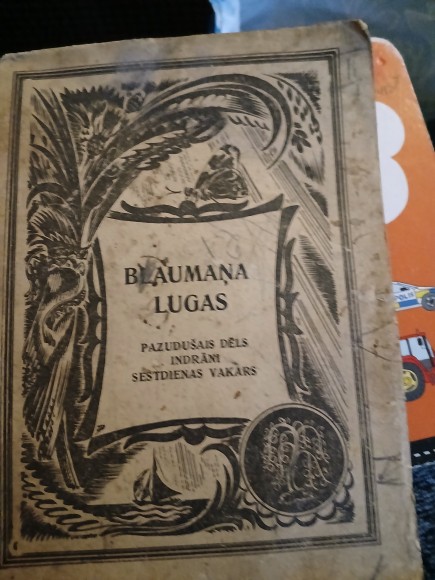 BLAUMAŅA
LUGAS
PAZUDUŠAIS DĒLS
INDRĀNI
SESTDIENAS VAKARS